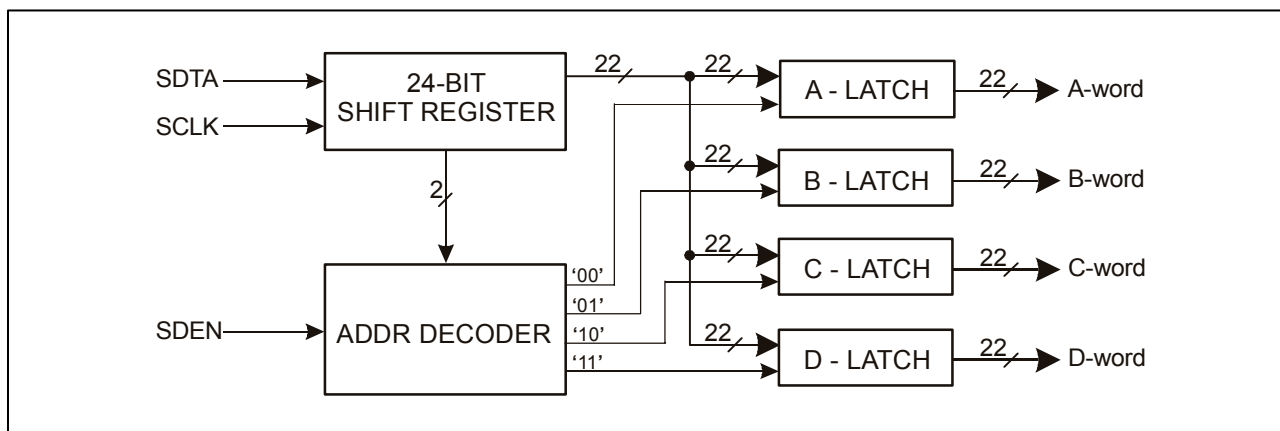 SDTA
SCLK
24-BIT
SHIFT REGISTER
22
22
A - LATCH
22
A-word
2
22
B - LATCH
22
B-word
22
C - LATCH
22
C-word
SDEN
ADDR DECODER
‘00’
‘01’
‘10’
‘11’
22
D - LATCH
22
D-word